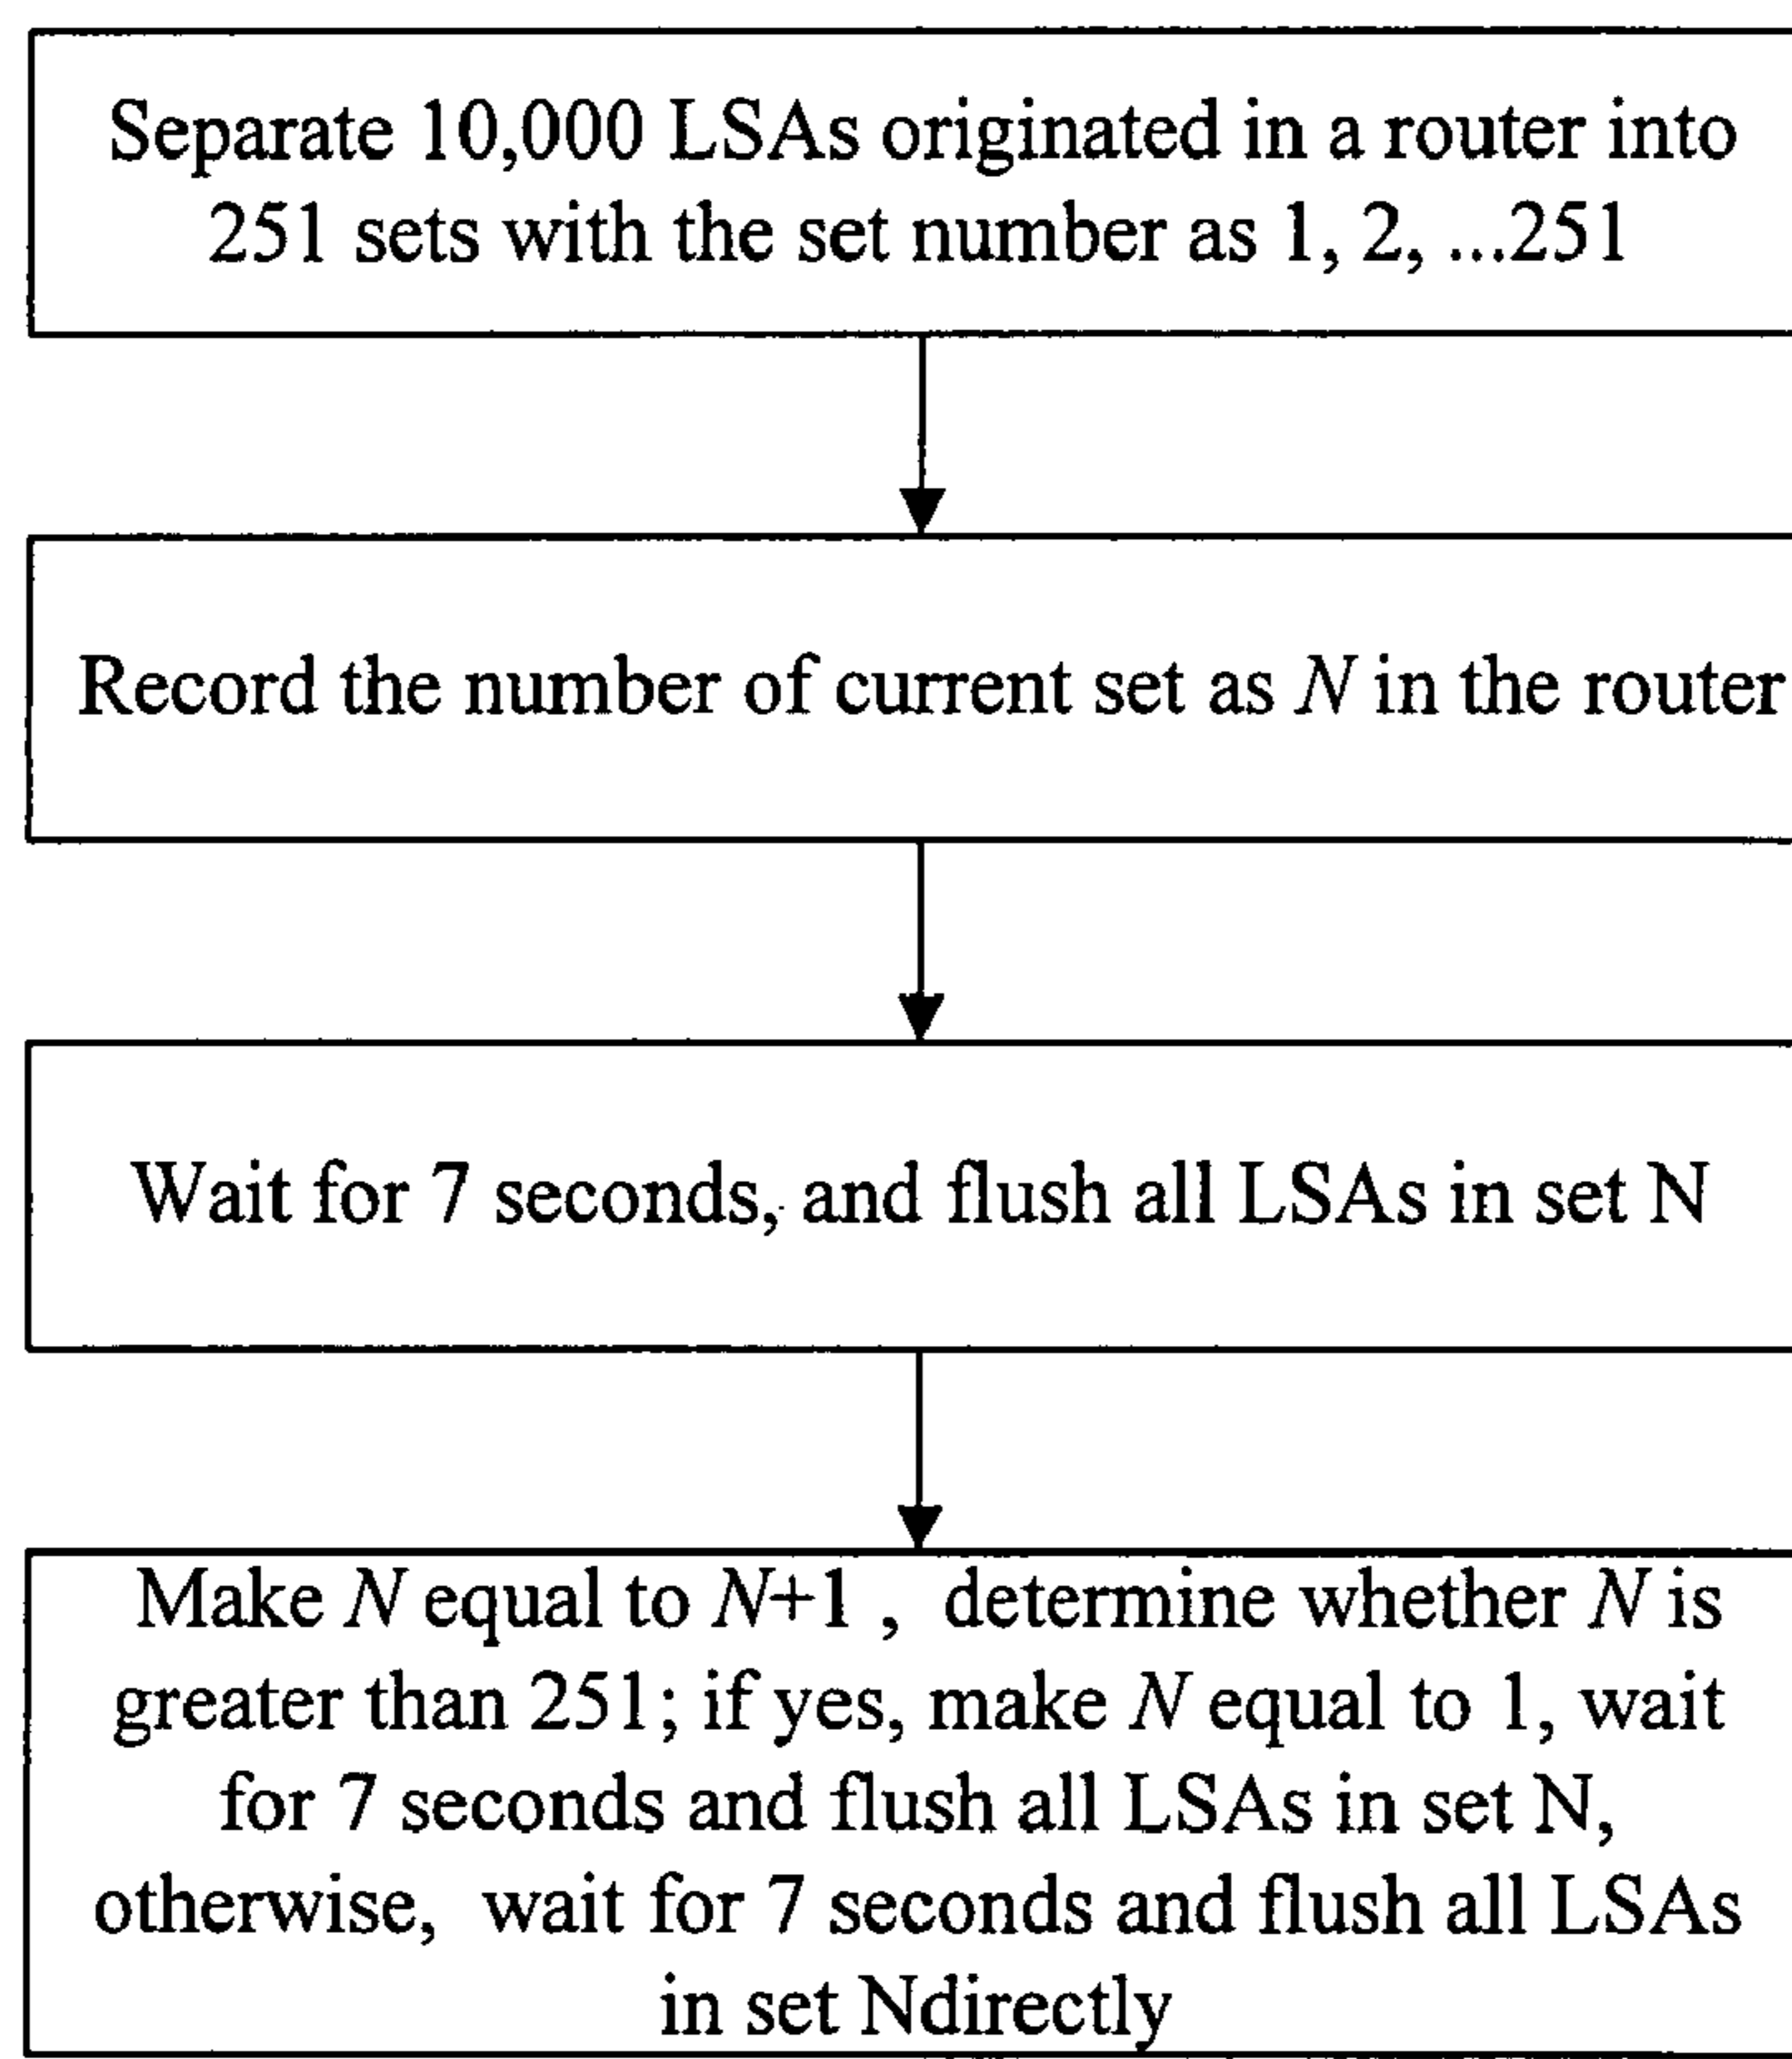 Separate 10,000 LSAs originated in a router into
251 sets with the set number as 1, 2, ...251
Record the number of current set as N in the router
Wait for 7 seconds, and flush all LSAs in set N
Make N equal to N+1 , determine whether N is
greater than 251; if yes, make N equal to 1, wait
for 7 seconds and flush all LSAs in set N,
otherwise, wait for 7 seconds and flush all LSAs
in set Ndirectly